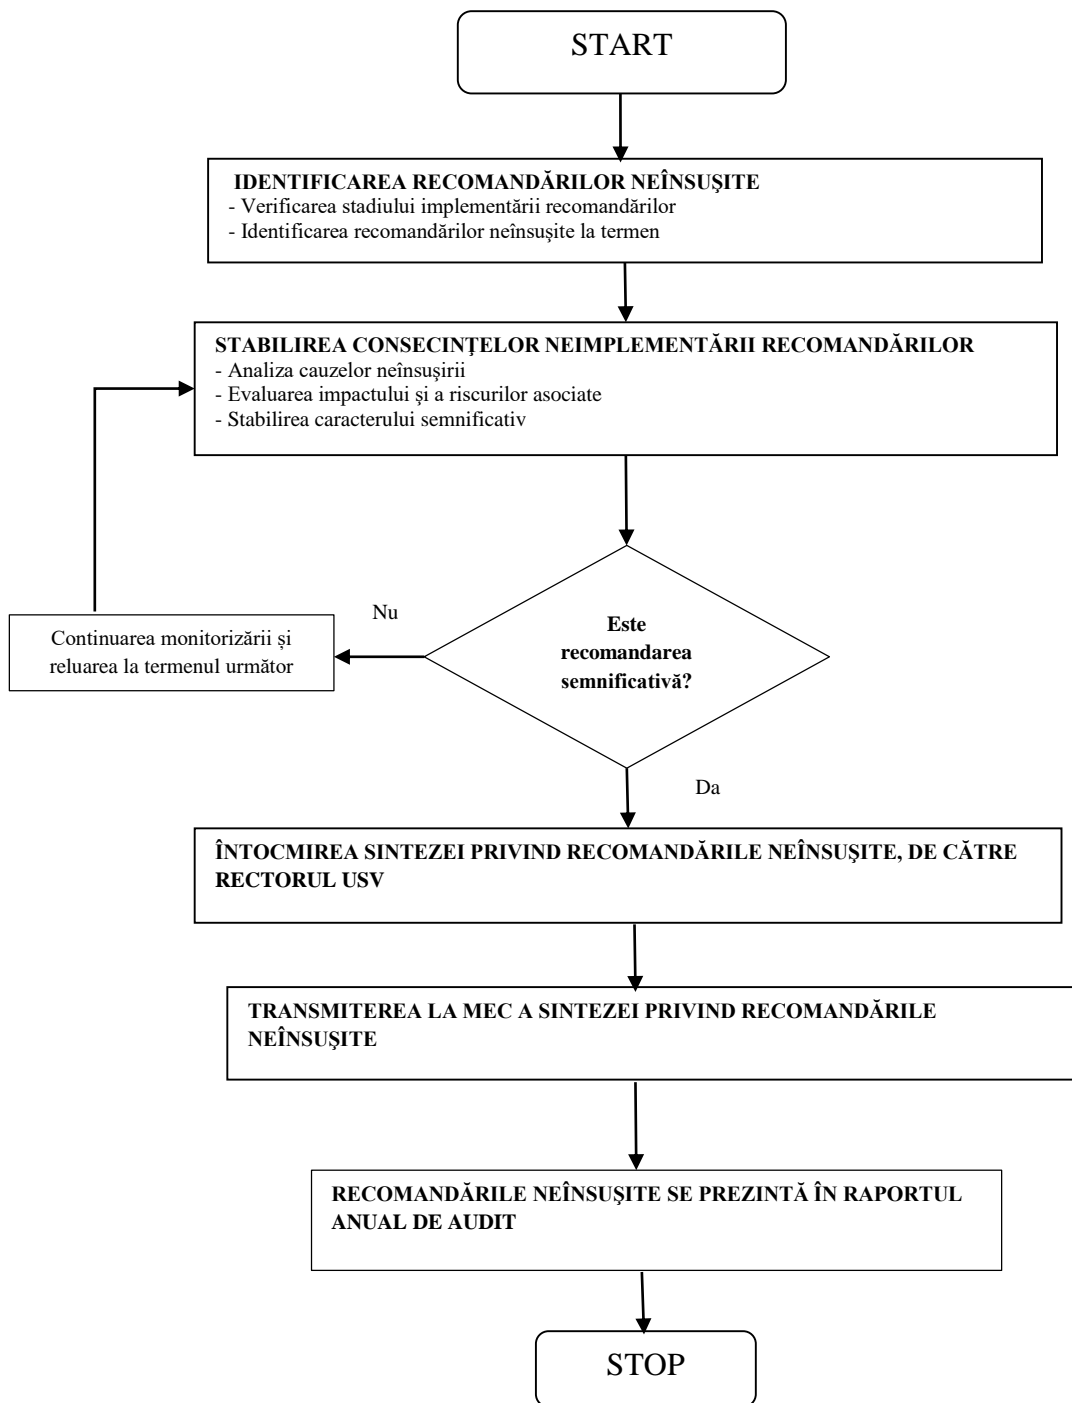 START
IDENTIFICAREA RECOMANDĂRILOR NEÎNSUŞITE
- Verificarea stadiului implementării recomandărilor
- Identificarea recomandărilor neînsuşite la termen
STABILIREA CONSECINŢELOR NEIMPLEMENTĂRII RECOMANDĂRILOR
- Analiza cauzelor neînsuşirii
- Evaluarea impactului şi a riscurilor asociate
- Stabilirea caracterului semnificativ
Nu
Continuarea monitorizării și
reluarea la termenul următor
Este
recomandarea
semnificativă?
Da
ÎNTOCMIREA SINTEZEI PRIVIND RECOMANDĂRILE NEÎNSUŞITE, DE CĂTRE
RECTORUL USV
TRANSMITEREA LA MEC A SINTEZEI PRIVIND RECOMANDĂRILE
NEÎNSUŞITE
RECOMANDĂRILE NEÎNSUŞITE SE PREZINTĂ ÎN RAPORTUL
ANUAL DE AUDIT
STOP